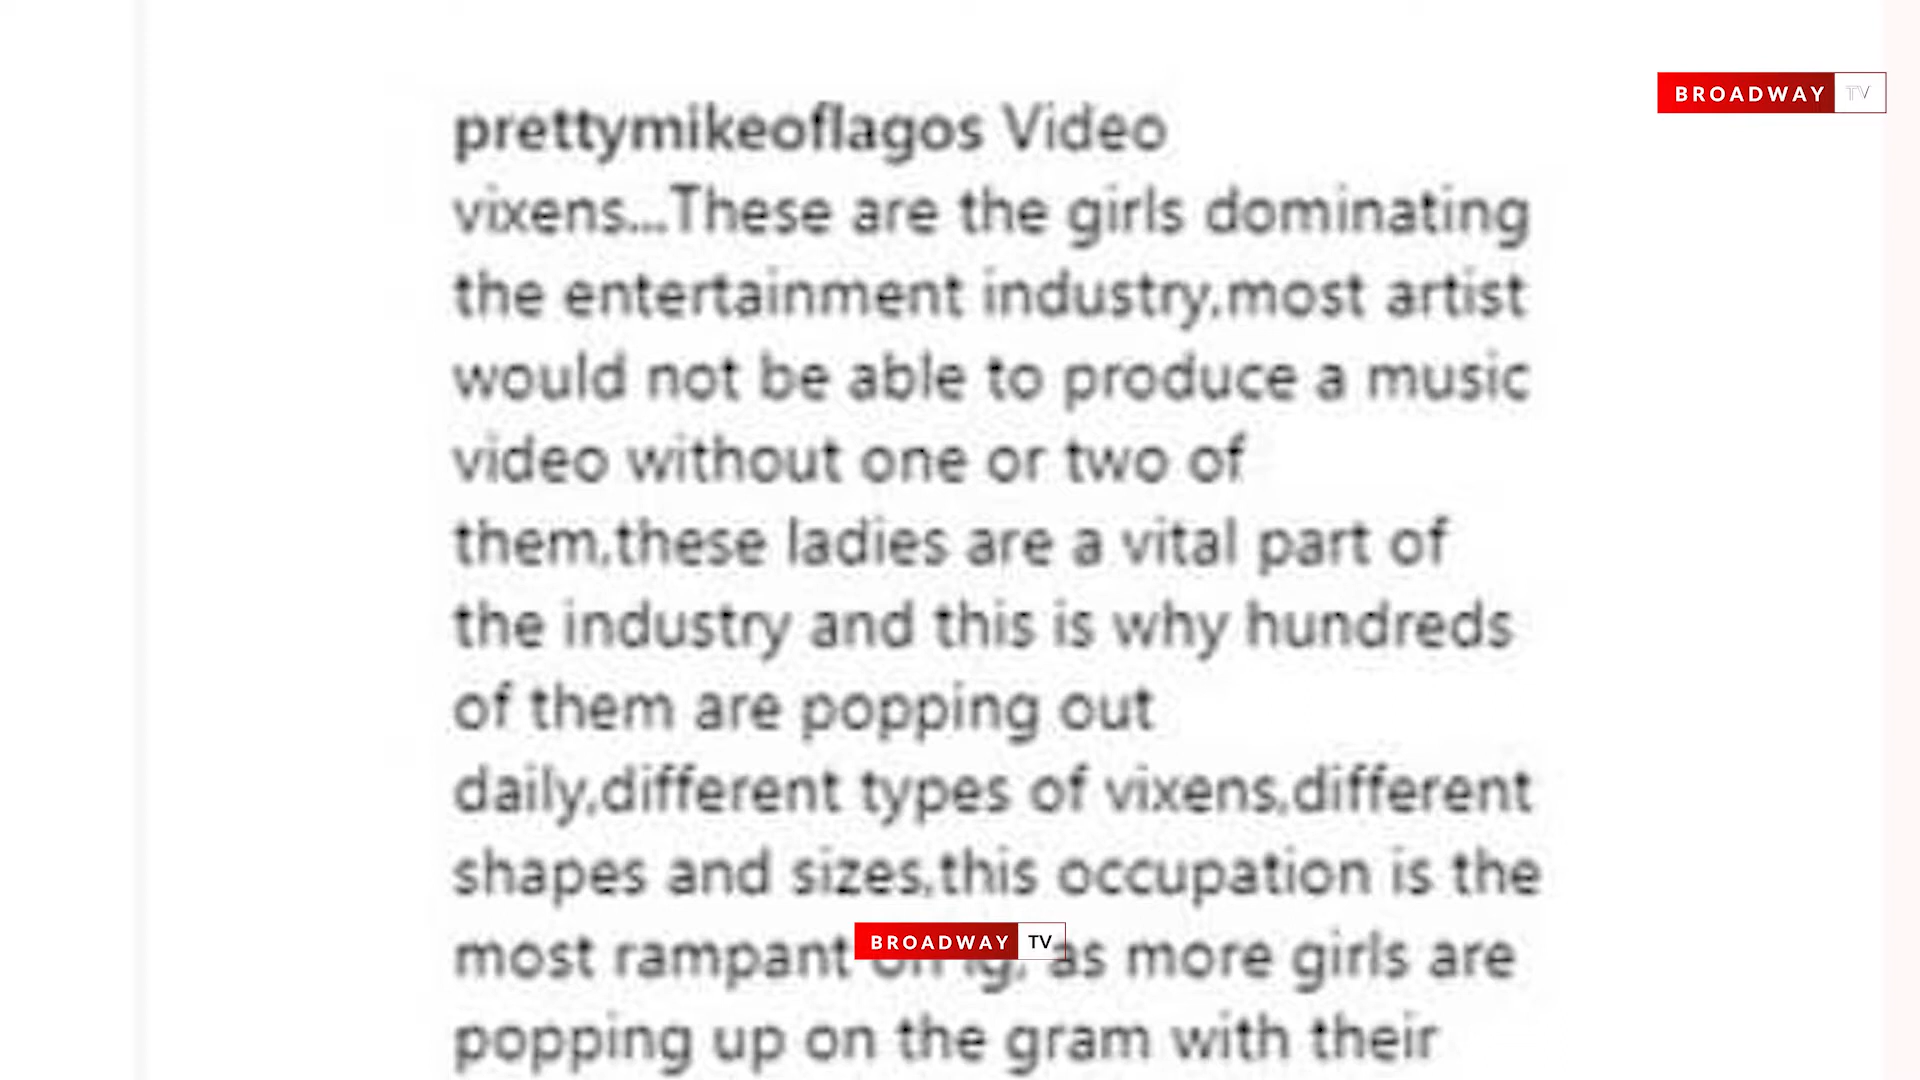 BROADWAY TV
prettymikeoflagos Video
vixens...These are the girls dominating
the entertainment industry,most artist
would not be able to produce a music
video without one or two of
them,these ladies are a vital part of
the industry and this is why hundreds
of them are popping out
daily,different types of vixens,different
shapes and sizes,this occupation is the
most rampant on ig, as more girls are
BROADWAY TV
popping up on the gram with their